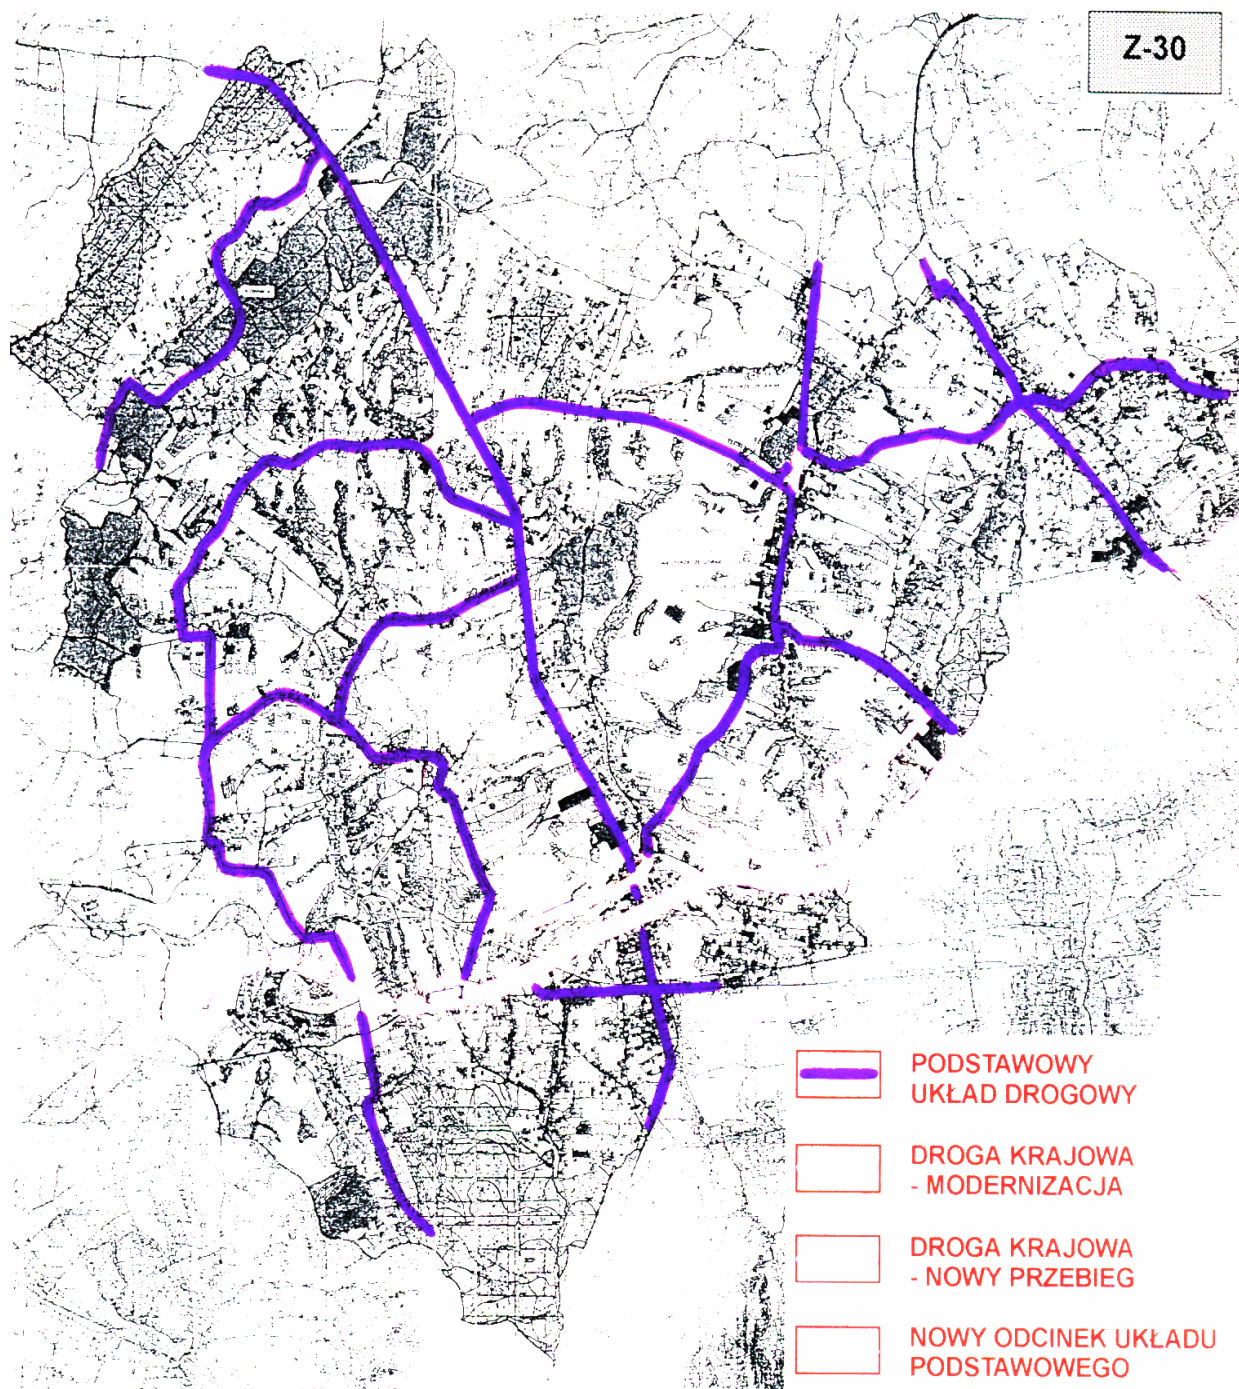 Z-30
PODSTAWOWY
UKŁAD DROGOWY
DROGA KRAJOWA
- MODERNIZACJA
DROGA KRAJOWA
- NOWY PRZEBIEG
NOWY ODCINEK UKŁADU
PODSTAWOWEGO